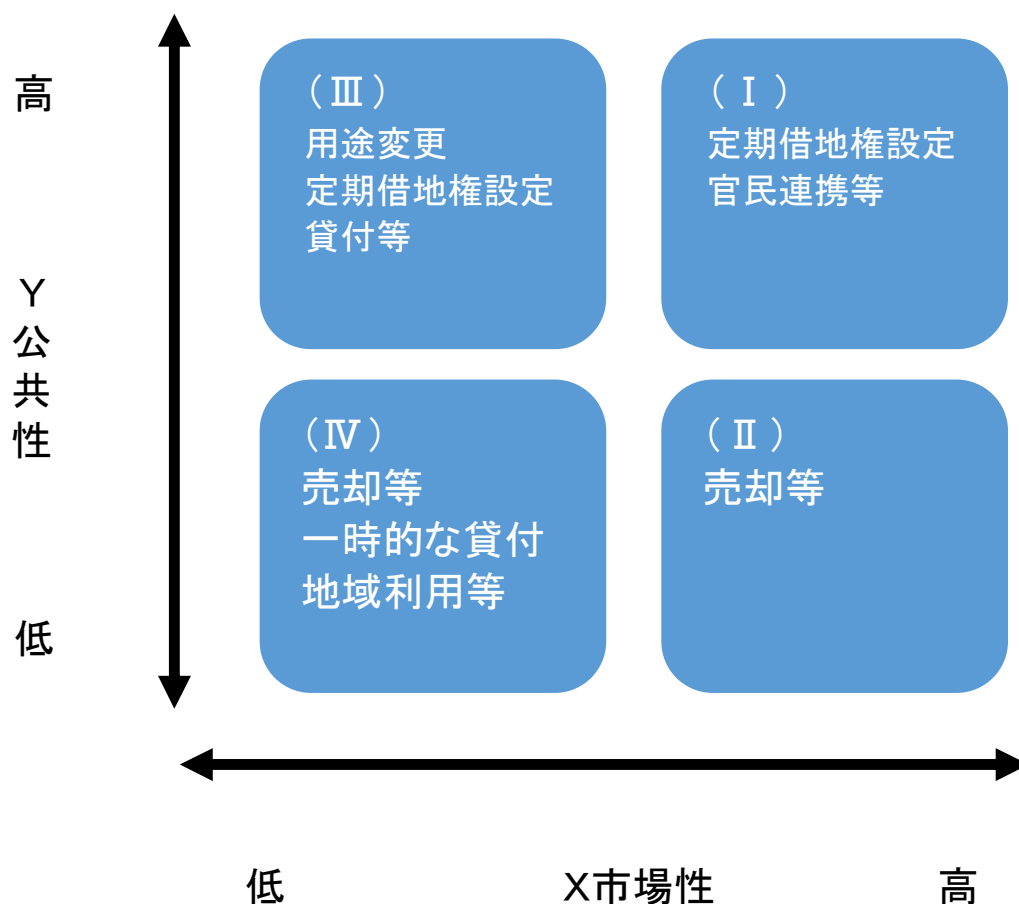 高
Y
公
共
性
低
（Ⅲ）
用途変更
定期借地権設定
貸付等
（Ⅰ）
定期借地権設定
官民連携等
（Ⅳ）
売却等
一時的な貸付
地域利用等
（Ⅱ）
売却等
低 X市場性 高